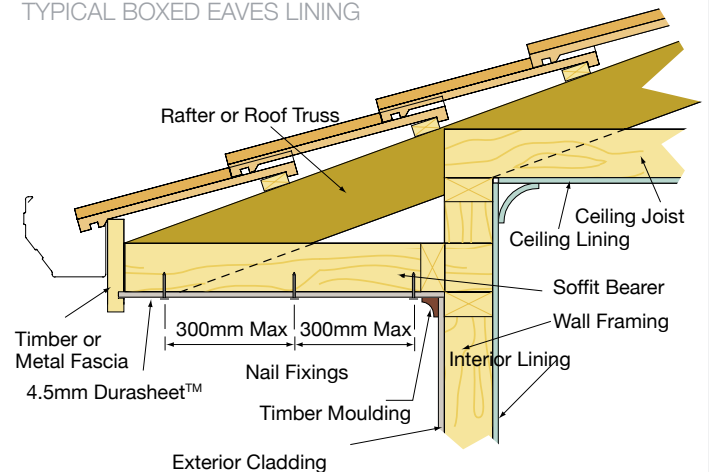 TYPICAL BOXED EAVES LINING
Rafter or Roof Truss
Ceiling Joist
Ceiling Lining
Soffit Bearer
300mm Max
300mm Max
Wall Framing
Timber or
Metal Fascia
Nail Fixings
Interior Lining
4.5mm Durasheet™
Timber Moulding
Exterior Cladding